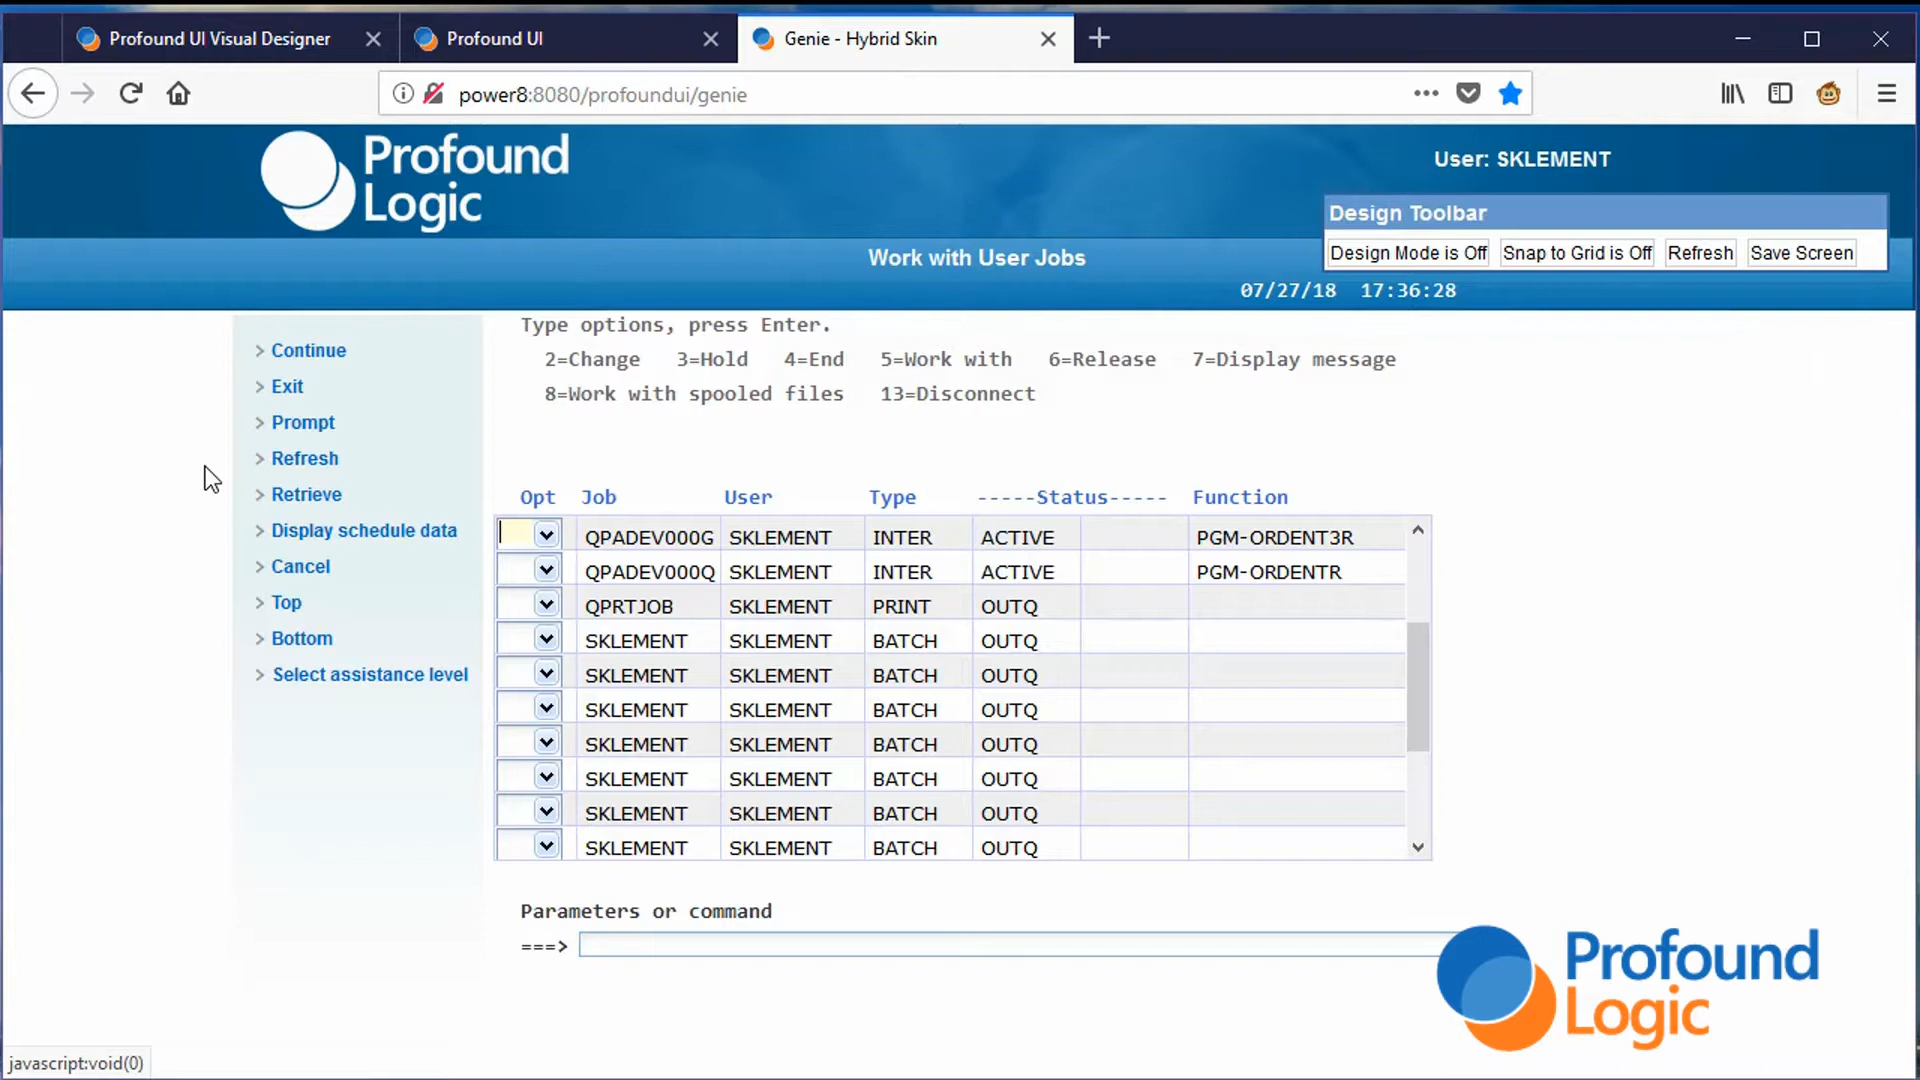 Profound UI Visual Designer
Profound UI
Genie - Hybrid Skin
power8:8080/profoundui/genie
Profound
Logic
User: SKLEMENT
Design Toolbar
Design Mode is Off Snap to Grid is Off Refresh Save Screen
Work with User Jobs
07/27/18 17:36:28
Continue
Exit
Prompt
Refresh
Retrieve
Display schedule data
Cancel
Top
Bottom
Select assistance level
Type options, press Enter.
2=Change 3=Hold 4=End 5=Work with 6=Release 7=Display message
8=Work with spooled files 13=Disconnect
Opt Job User Type -----Status----- Function
QPADEV000G SKLEMENT INTER ACTIVE PGM-ORDENT3R
QPADEV000Q SKLEMENT INTER ACTIVE PGM-ORDENTR
QPRTJOB SKLEMENT PRINT OUTQ
SKLEMENT SKLEMENT BATCH OUTQ
SKLEMENT SKLEMENT BATCH OUTQ
SKLEMENT SKLEMENT BATCH OUTQ
SKLEMENT SKLEMENT BATCH OUTQ
SKLEMENT SKLEMENT BATCH OUTQ
SKLEMENT SKLEMENT BATCH OUTQ
SKLEMENT SKLEMENT BATCH OUTQ
Parameters or command
===>
Profound
Logic
javascript:void(0)